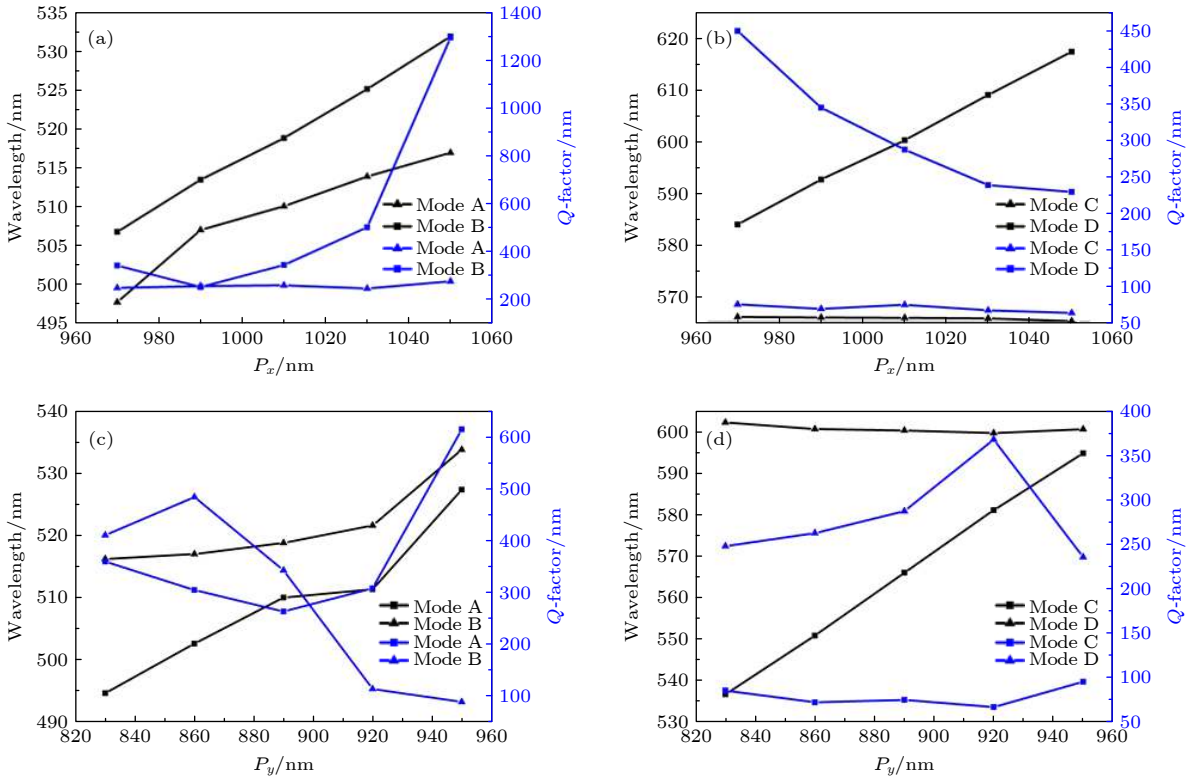 (a)
Wavelength/nm
535
530
525
520
515
510
505
500
495
1400
1300
1200
1100
1400
800
600
400
200
Q-factor/nm
Mode A
Mode B
Mode A
Mode B
960 980 1000 1020 1040 1060
Px/nm
(b)
Wavelength/nm
620
610
600
590
580
570
450
400
350
300
250
200
150
100
50
Q-factor/nm
Mode C
Mode D
Mode C
Mode D
960 980 1000 1020 1040 1060
Px/nm
(c)
Wavelength/nm
540
530
520
510
500
490
600
500
400
300
200
100
Q-factor/nm
Mode A
Mode B
Mode A
Mode B
820 840 860 880 900 920 940 960
Py/nm
(d)
Wavelength/nm
600
590
580
570
560
550
540
530
400
350
300
250
200
150
100
50
Q-factor/nm
Mode C
Mode D
Mode C
Mode D
820 840 860 880 900 920 940 960
Py/nm